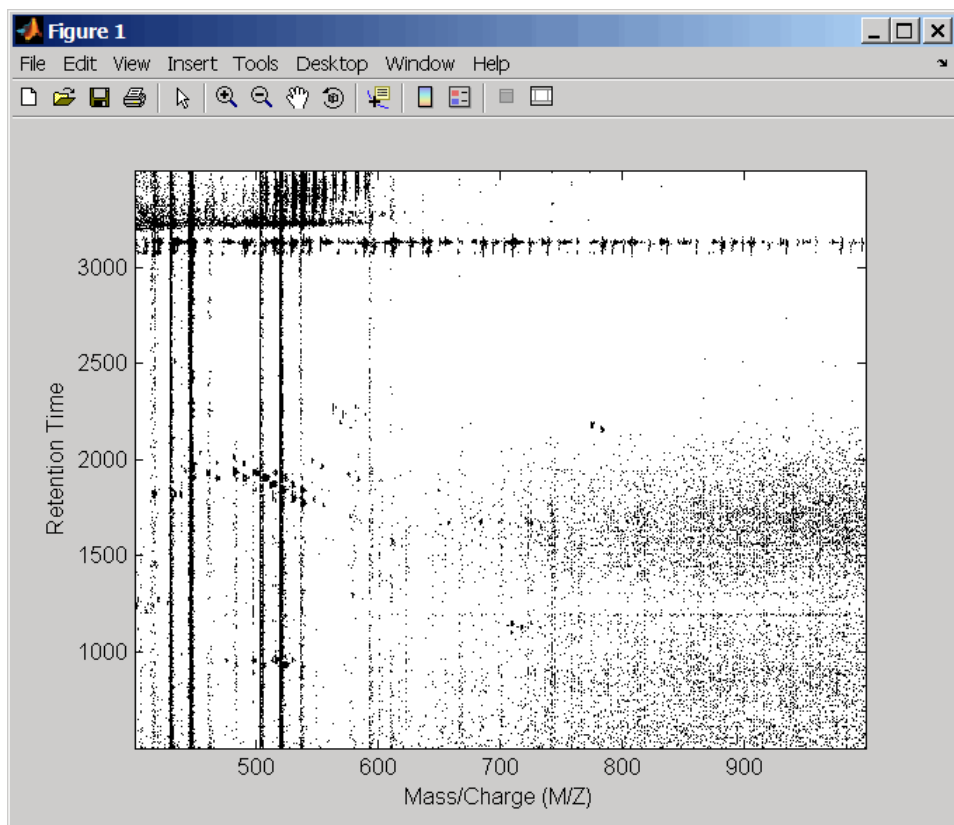 Figure 1
File Edit View Insert Tools Desktop Window Help
3000
2500
2000
1500
1000
Retention Time
500 600 700 800 900
Mass/Charge (M/Z)